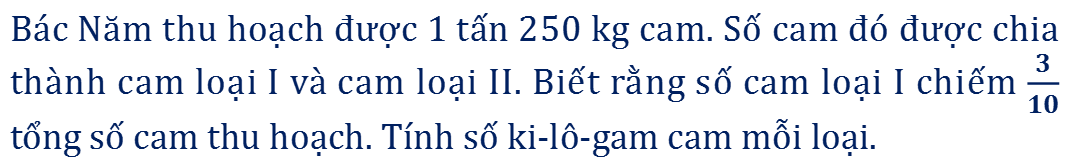 Bác Năm thu hoạch được 1 tấn 250 kg cam. Số cam đó được chia
thành cam loại I và cam loại II. Biết rằng số cam loại I chiếm 3/10
tổng số cam thu hoạch. Tính số ki-lô-gam cam mỗi loại.